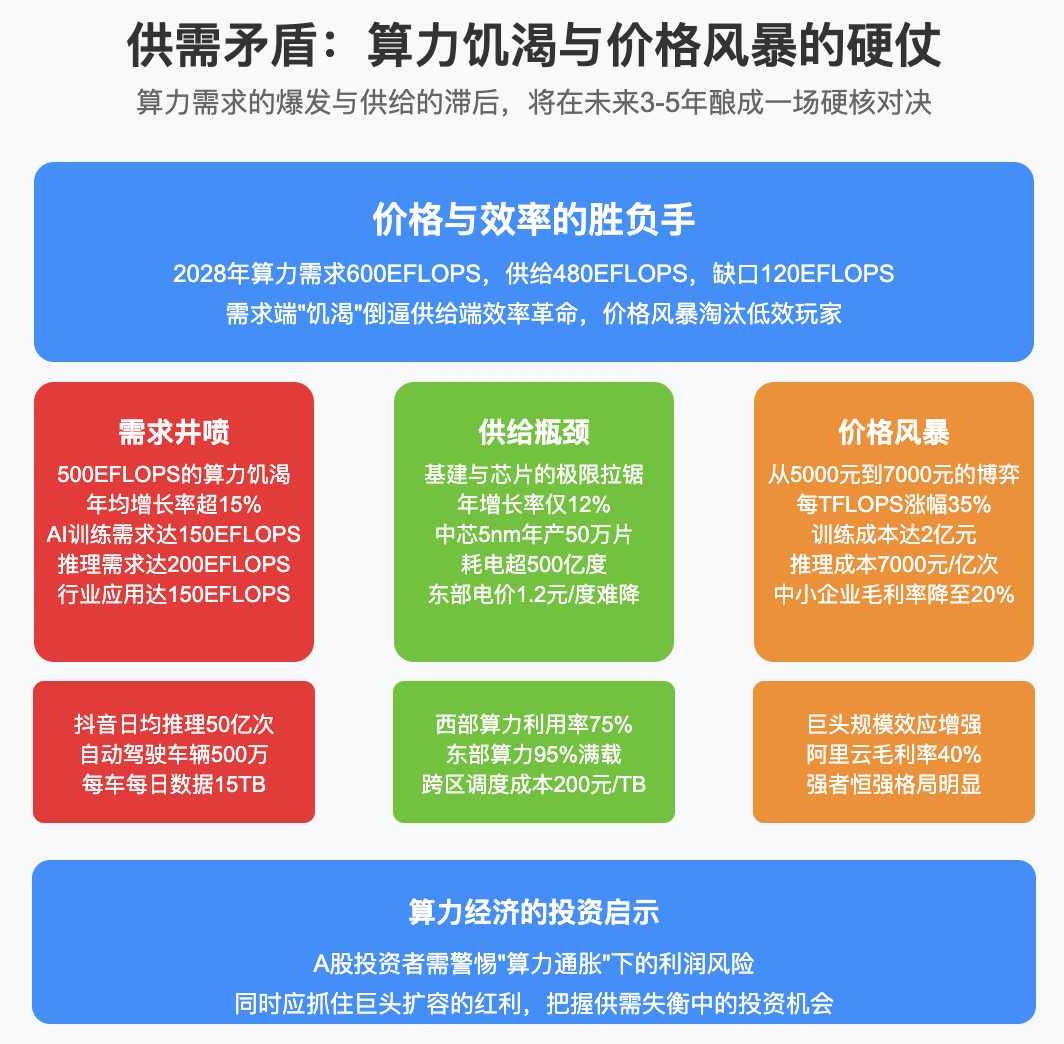 供需矛盾：算力饥渴与价格风暴的硬仗
算力需求的爆发与供给的滞后，将在未来3-5年酿成一场硬核对决
价格与效率的胜负手
2028年算力需求600EFLOPS，供给480EFLOPS，缺口120EFLOPS
需求端"饥渴"倒逼供给端效率革命，价格风暴淘汰低效玩家
需求井喷
500EFLOPS的算力饥渴
年均增长率超15%
AI训练需求达150EFLOPS
推理需求达200EFLOPS
行业应用达150EFLOPS
供给瓶颈
基建与芯片的极限拉锯
年增长率仅12%
中芯5nm年产50万片
耗电超500亿度
东部电价1.2元/度难降
价格风暴
从5000元到7000元的博弈
每TFLOPS涨幅35%
训练成本达2亿元
推理成本7000元/亿次
中小企业毛利率降至20%
抖音日均推理50亿次
自动驾驶车辆500万
每车每日数据15TB
西部算力利用率75%
东部算力95%满载
跨区调度成本200元/TB
巨头规模效应增强
阿里云毛利率40%
强者恒强格局明显
算力经济的投资启示
A股投资者需警惕"算力通胀"下的利润风险
同时应抓住巨头扩容的红利，把握供需失衡中的投资机会